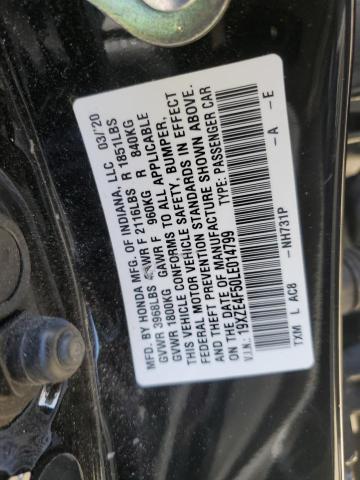 MFD. BY HONDA MFG. OF INDIANA, LLC 03/'20
GVWR 3968LBS GAWR F 2116LBS R 1851LBS
GVWR 1800KG GAWR F 960KG R 840KG
THIS VEHICLE CONFORMS TO ALL APPLICABLE
FEDERAL MOTOR VEHICLE SAFETY, BUMPER,
AND THEFT PREVENTION STANDARDS IN EFFECT
ON THE DATE OF MANUFACTURE SHOWN ABOVE.
V.I.N.: 19XZE4F50LE014799 TYPE: PASSENGER CAR
-NH731P -A -E
TXM L AC8